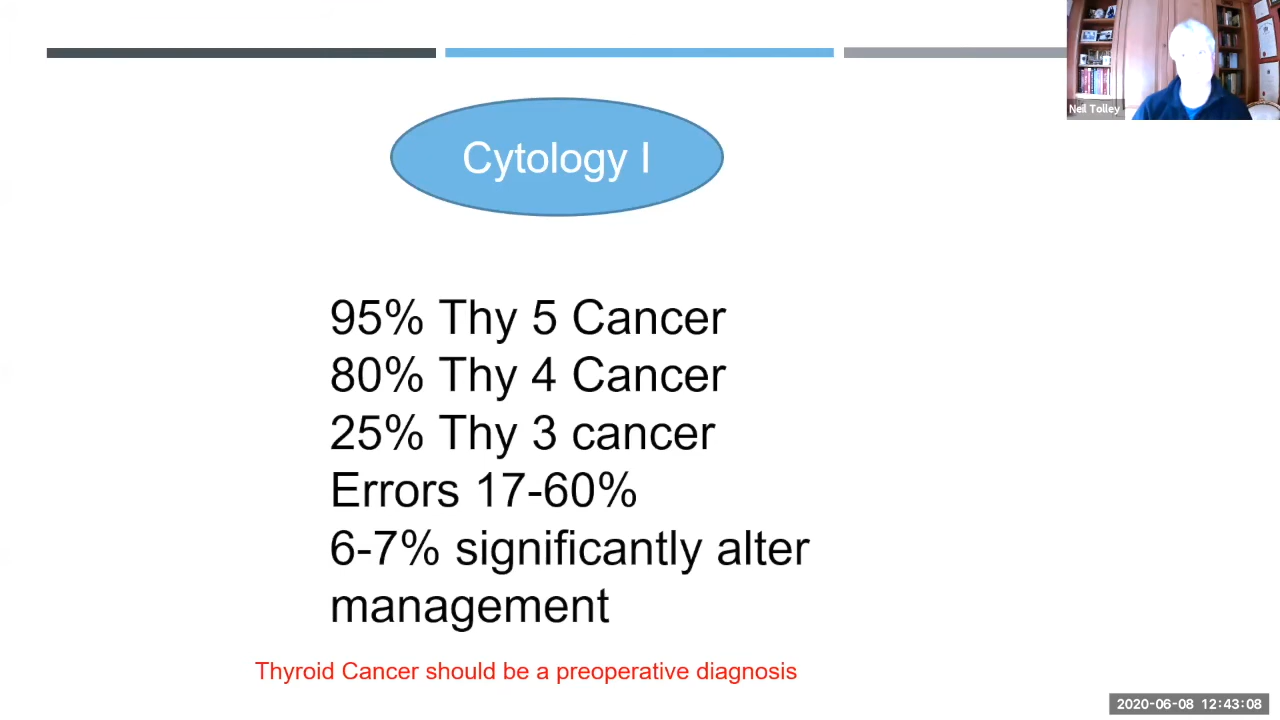 Neil Tolley
Cytology I
95% Thy 5 Cancer
80% Thy 4 Cancer
25% Thy 3 cancer
Errors 17-60%
6-7% significantly alter
management
Thyroid Cancer should be a preoperative diagnosis
2020-06-08 12:43:08